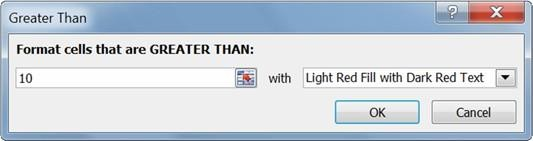 Greater Than
Format cells that are GREATER THAN:
10 with Light Red Fill with Dark Red Text
OK Cancel